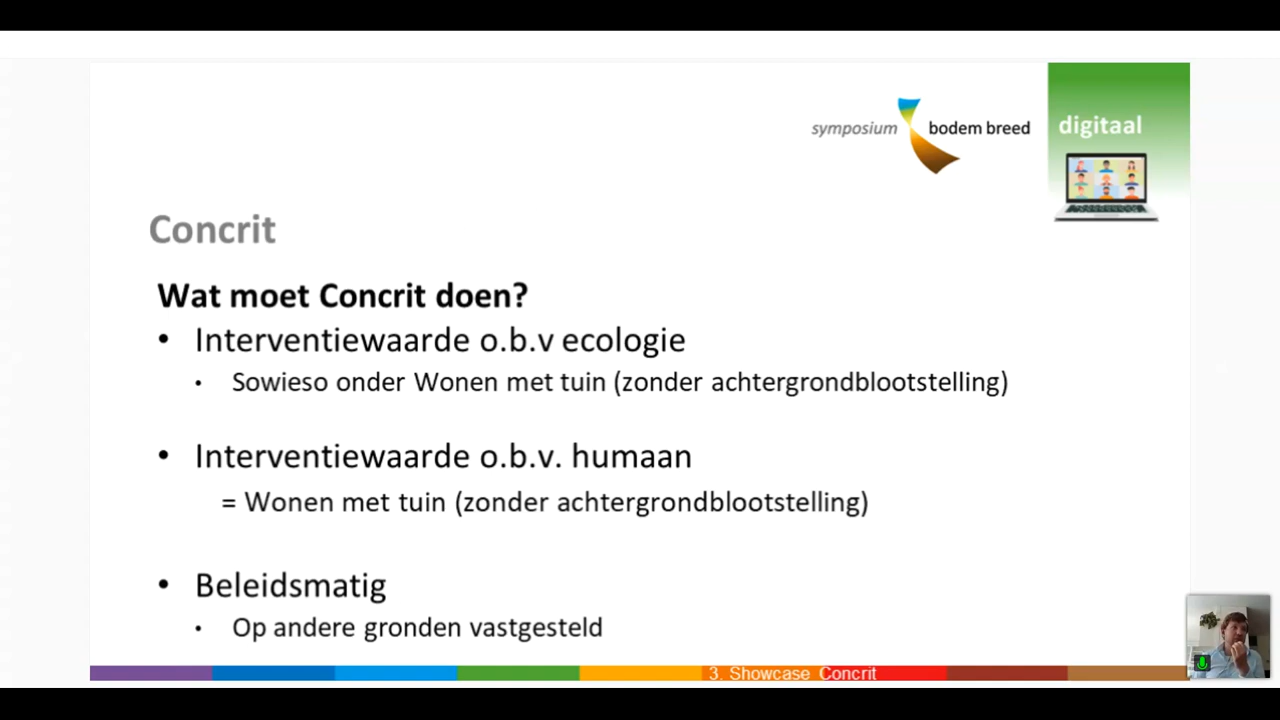 symposium bodem breed digitaal
Concrit
Wat moet Concrit doen?
• Interventiewaarde o.b.v ecologie
• Sowieso onder Wonen met tuin (zonder achtergrondblootstelling)
• Interventiewaarde o.b.v. humaan
= Wonen met tuin (zonder achtergrondblootstelling)
• Beleidsmatig
• Op andere gronden vastgesteld
3. Showcase Concrit